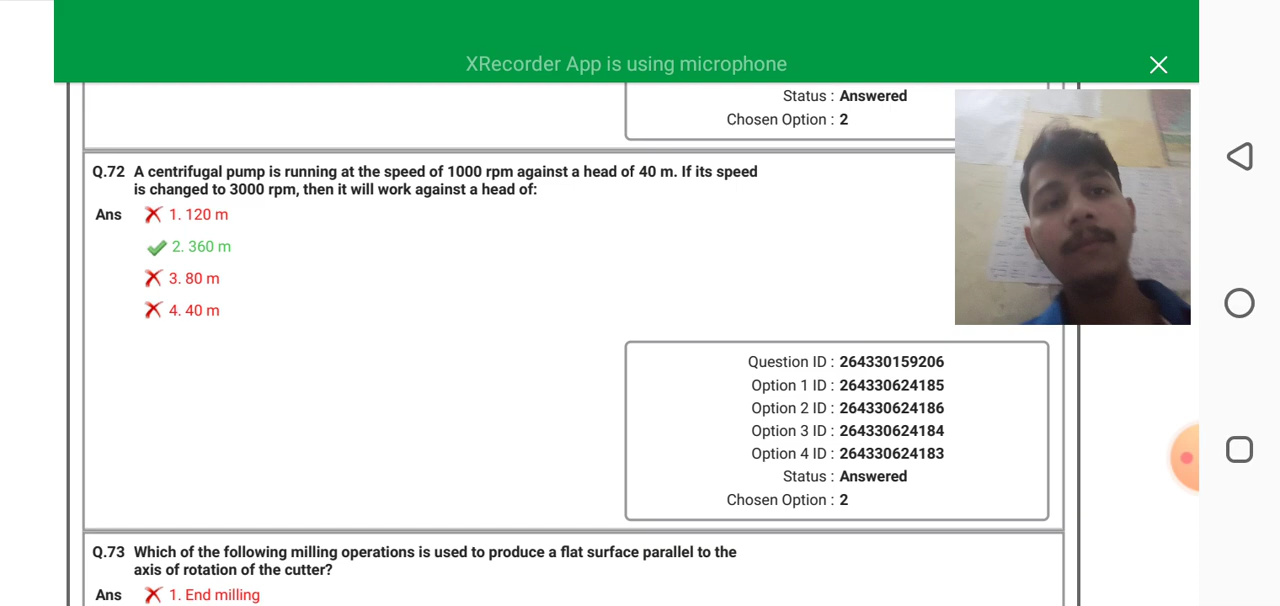 XRecorder App is using microphone
Status : Answered
Chosen Option : 2
Q.72 A centrifugal pump is running at the speed of 1000 rpm against a head of 40 m. If its speed
is changed to 3000 rpm, then it will work against a head of:
Ans 1. 120 m
2. 360 m
3. 80 m
4. 40 m
Question ID : 264330159206
Option 1 ID : 264330624185
Option 2 ID : 264330624186
Option 3 ID : 264330624184
Option 4 ID : 264330624183
Status : Answered
Chosen Option : 2
Q.73 Which of the following milling operations is used to produce a flat surface parallel to the
axis of rotation of the cutter?
Ans 1. End milling